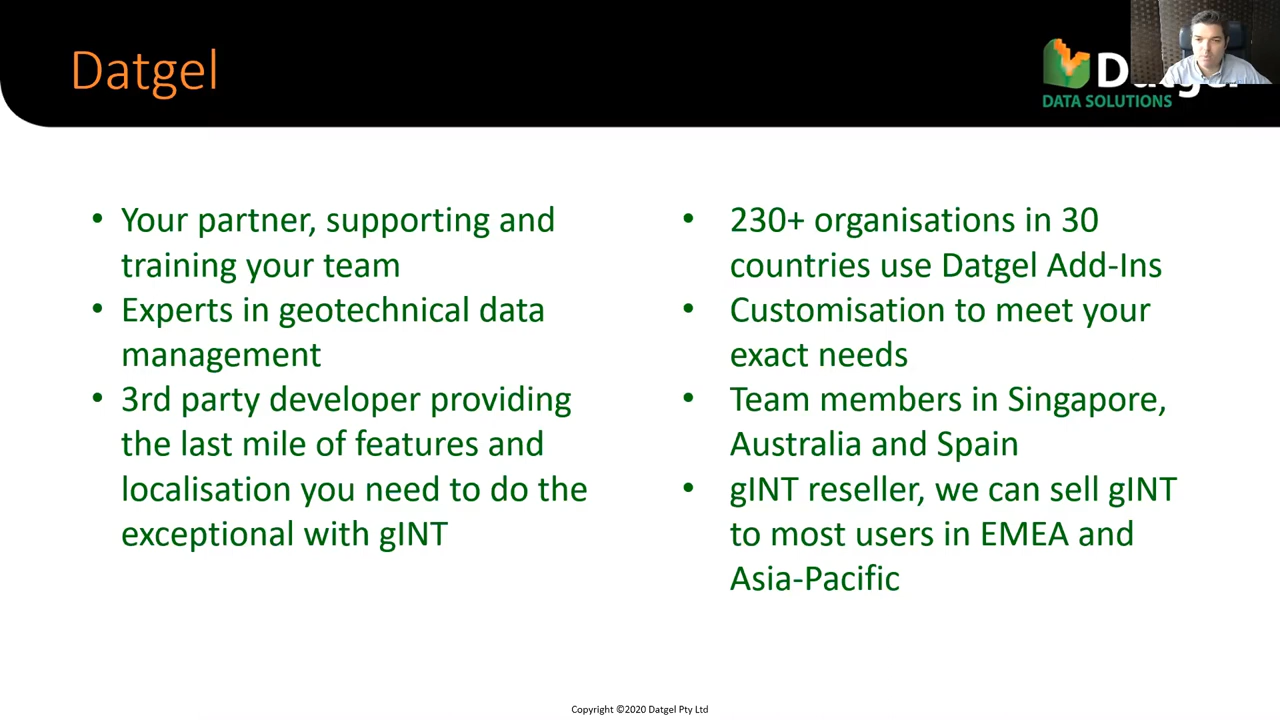 Datgel
DATA SOLUTIONS
• Your partner, supporting and
training your team
• Experts in geotechnical data
management
• 3rd party developer providing
the last mile of features and
localisation you need to do the
exceptional with gINT
• 230+ organisations in 30
countries use Datgel Add-Ins
• Customisation to meet your
exact needs
• Team members in Singapore,
Australia and Spain
• gINT reseller, we can sell gINT
to most users in EMEA and
Asia-Pacific
Copyright ©2020 Datgel Pty Ltd